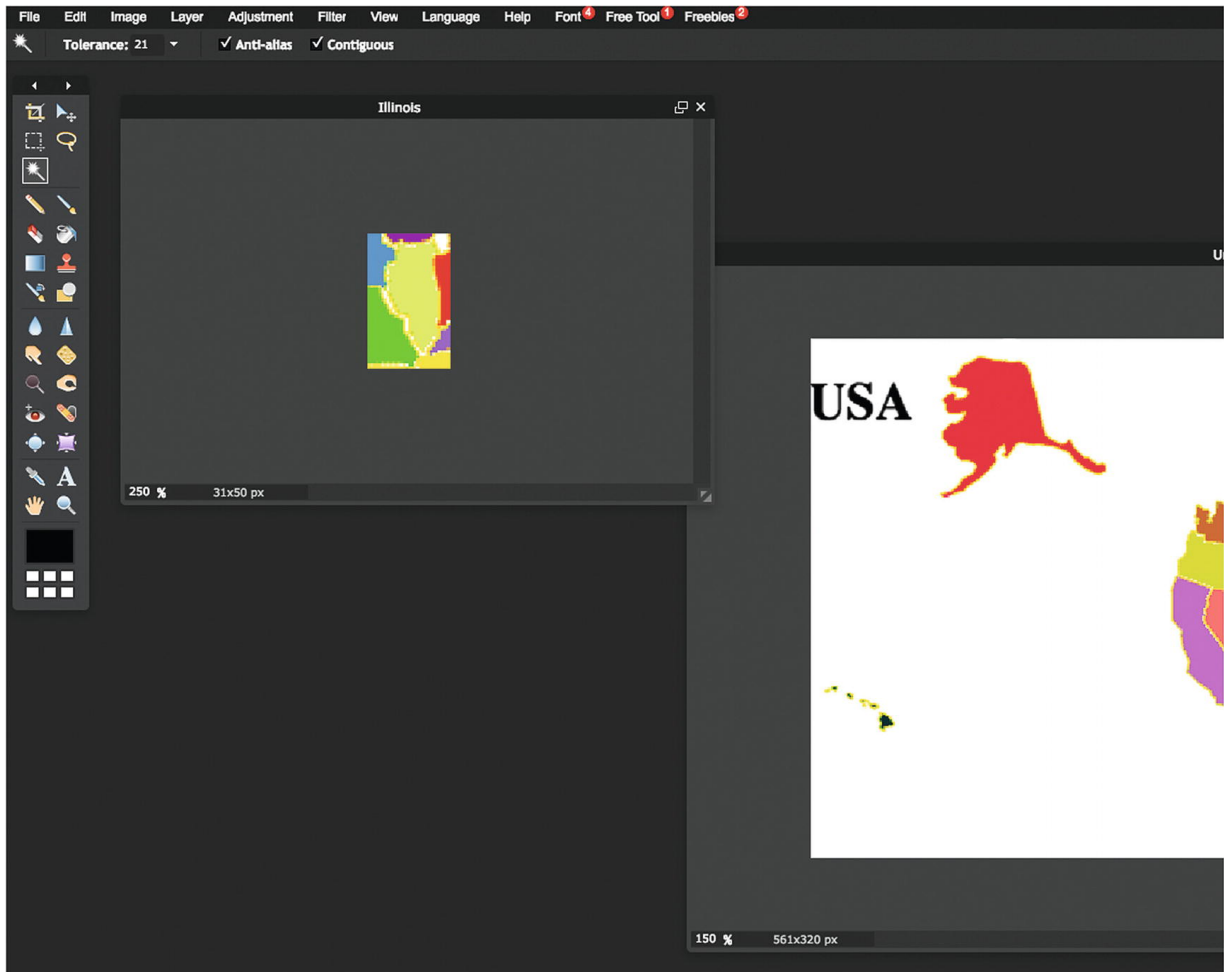 File Edit Image Layer Adjustment Filter View Language Help Font 4 Free Tool 1 Freebies 2
Tolerance: 21 Anti-alias Contiguous
Illinois
250 % 31x50 px
USA
A
150 % 561x320 px